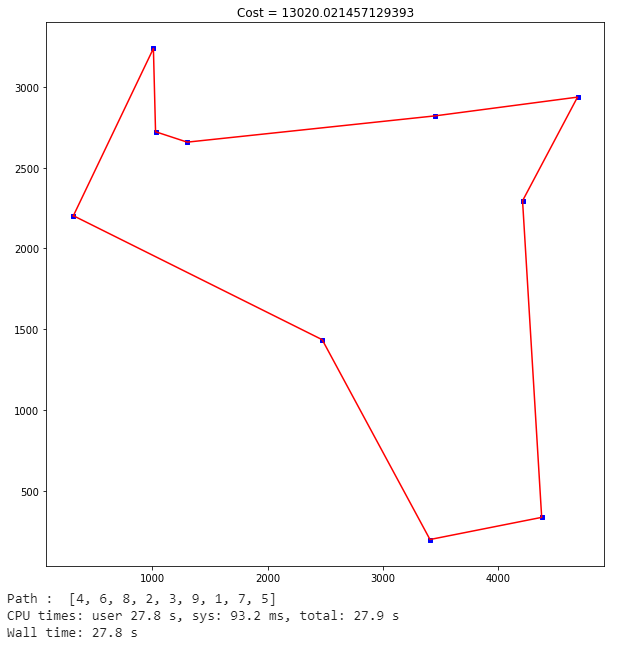 Cost = 13020.021457129393
3000
2500
2000
1500
1000
500
1000 2000 3000 4000
Path :  [4, 6, 8, 2, 3, 9, 1, 7, 5]
CPU times: user 27.8 s, sys: 93.2 ms, total: 27.9 s
Wall time: 27.8 s